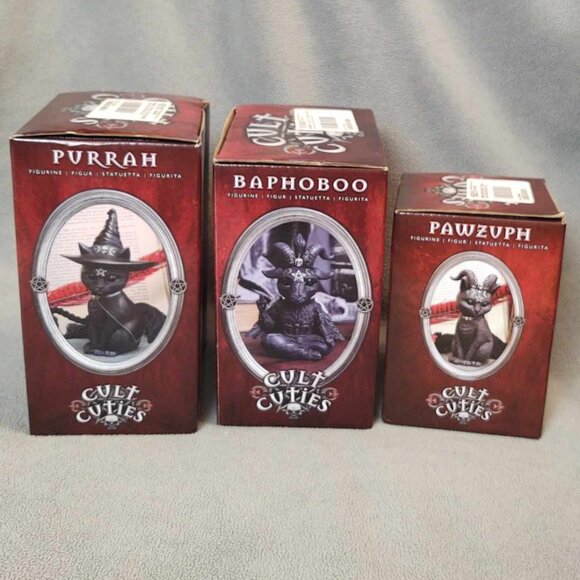 PURRAH
FIGURINE | FIGUR | STATUETTA | FIGURITA
CULT
CUTIES
CULT
BAPHOBOO
FIGURINE | FIGUR | STATUETTA | FIGURITA
CULT
CUTIES
PAWZUPH
FIGURINE | FIGUR | STATUETTA | FIGURITA
CULT
CUTIES